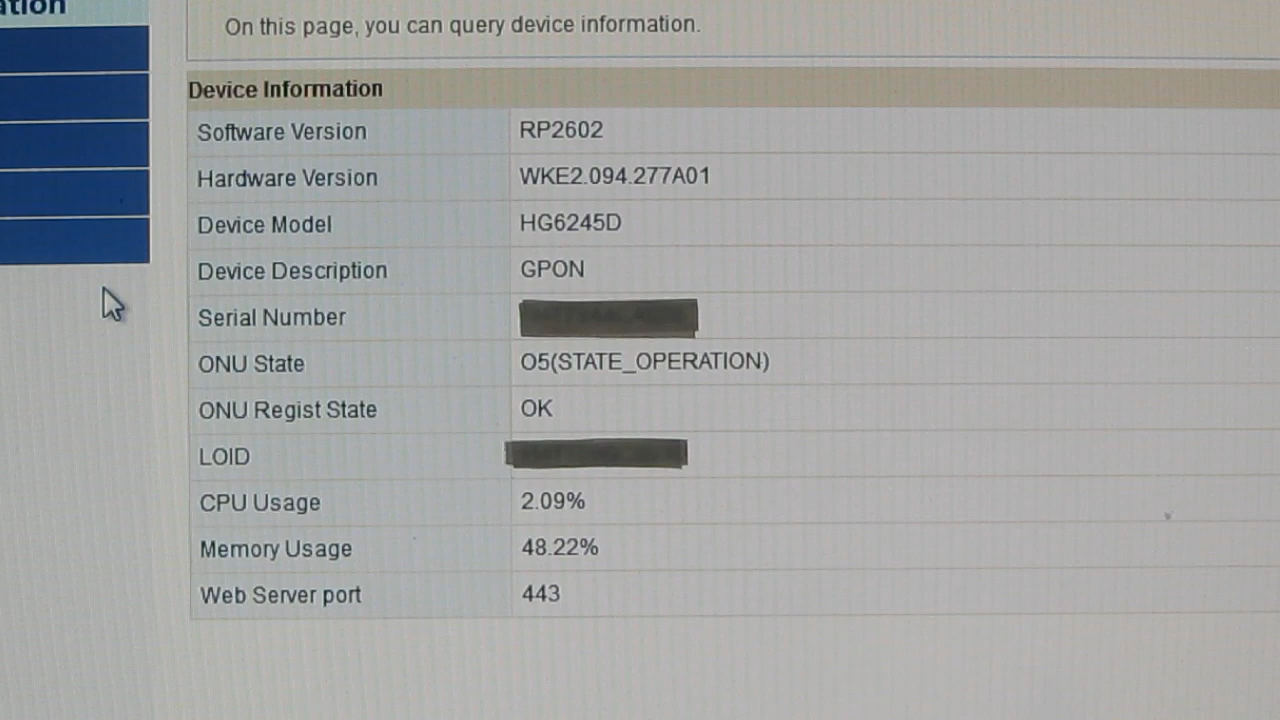 ation
On this page, you can query device information.
Device Information
Software Version RP2602
Hardware Version WKE2.094.277A01
Device Model HG6245D
Device Description GPON
Serial Number
ONU State O5(STATE_OPERATION)
ONU Regist State OK
LOID
CPU Usage 2.09%
Memory Usage 48.22%
Web Server port 443